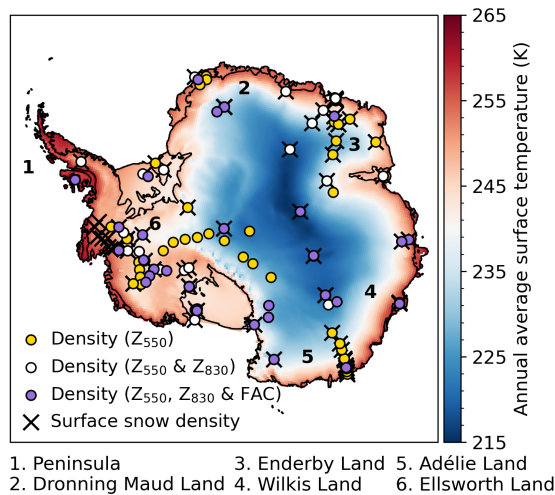 265
255
245
235
225
215
Annual average surface temperature (K)
1
2
3
4
5
6
Density (Z550)
Density (Z550 & Z830)
Density (Z550, Z830 & FAC)
Surface snow density
1. Peninsula 3. Enderby Land 5. Adélie Land
2. Dronning Maud Land 4. Wilkis Land 6. Ellsworth Land